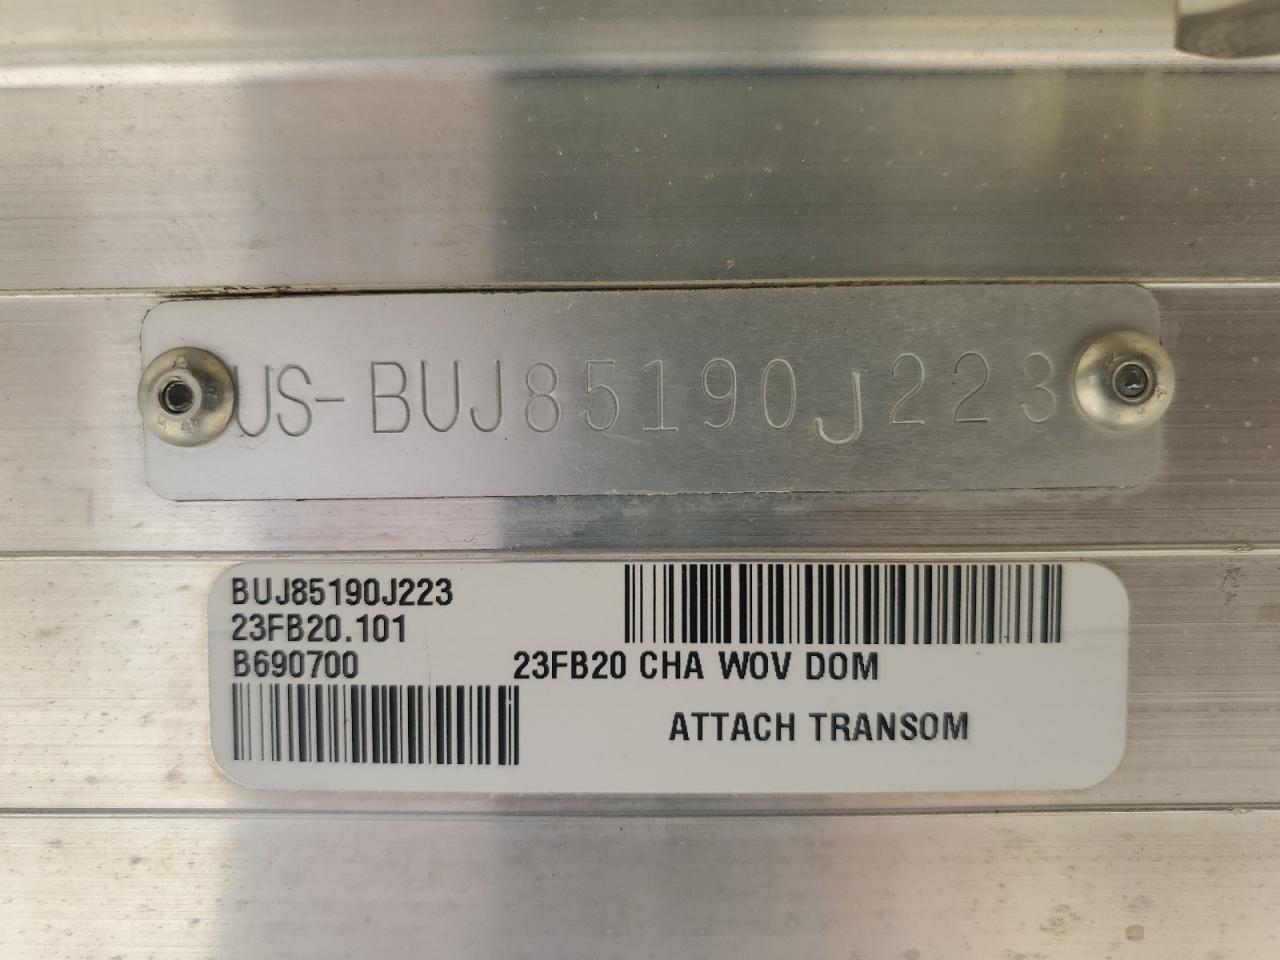 US-BUJ85190J223
BUJ85190J223
23FB20.101
B690700
23FB20 CHA WOV DOM
ATTACH TRANSOM